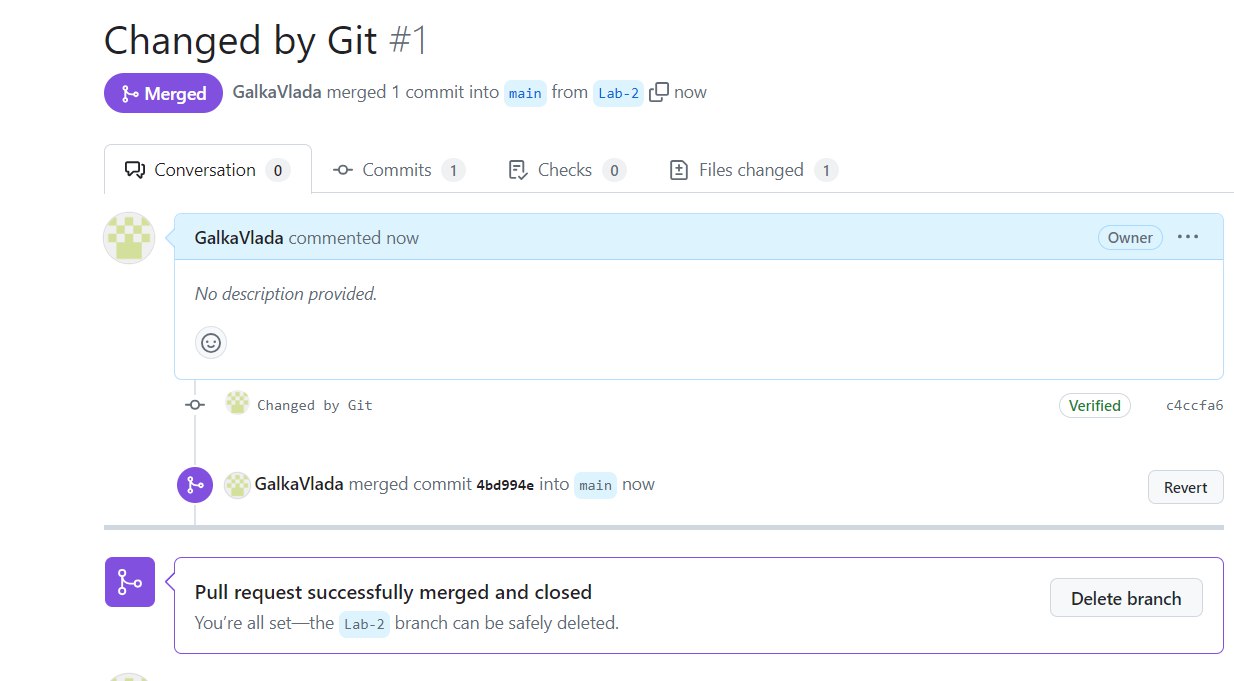 Changed by Git #1
Merged GalkaVlada merged 1 commit into main from Lab-2 now
Conversation 0 Commits 1 Checks 0 Files changed 1
GalkaVlada commented now Owner
No description provided.
Changed by Git Verified c4ccfa6
GalkaVlada merged commit 4bd994e into main now Revert
Pull request successfully merged and closed
You’re all set—the Lab-2 branch can be safely deleted. Delete branch